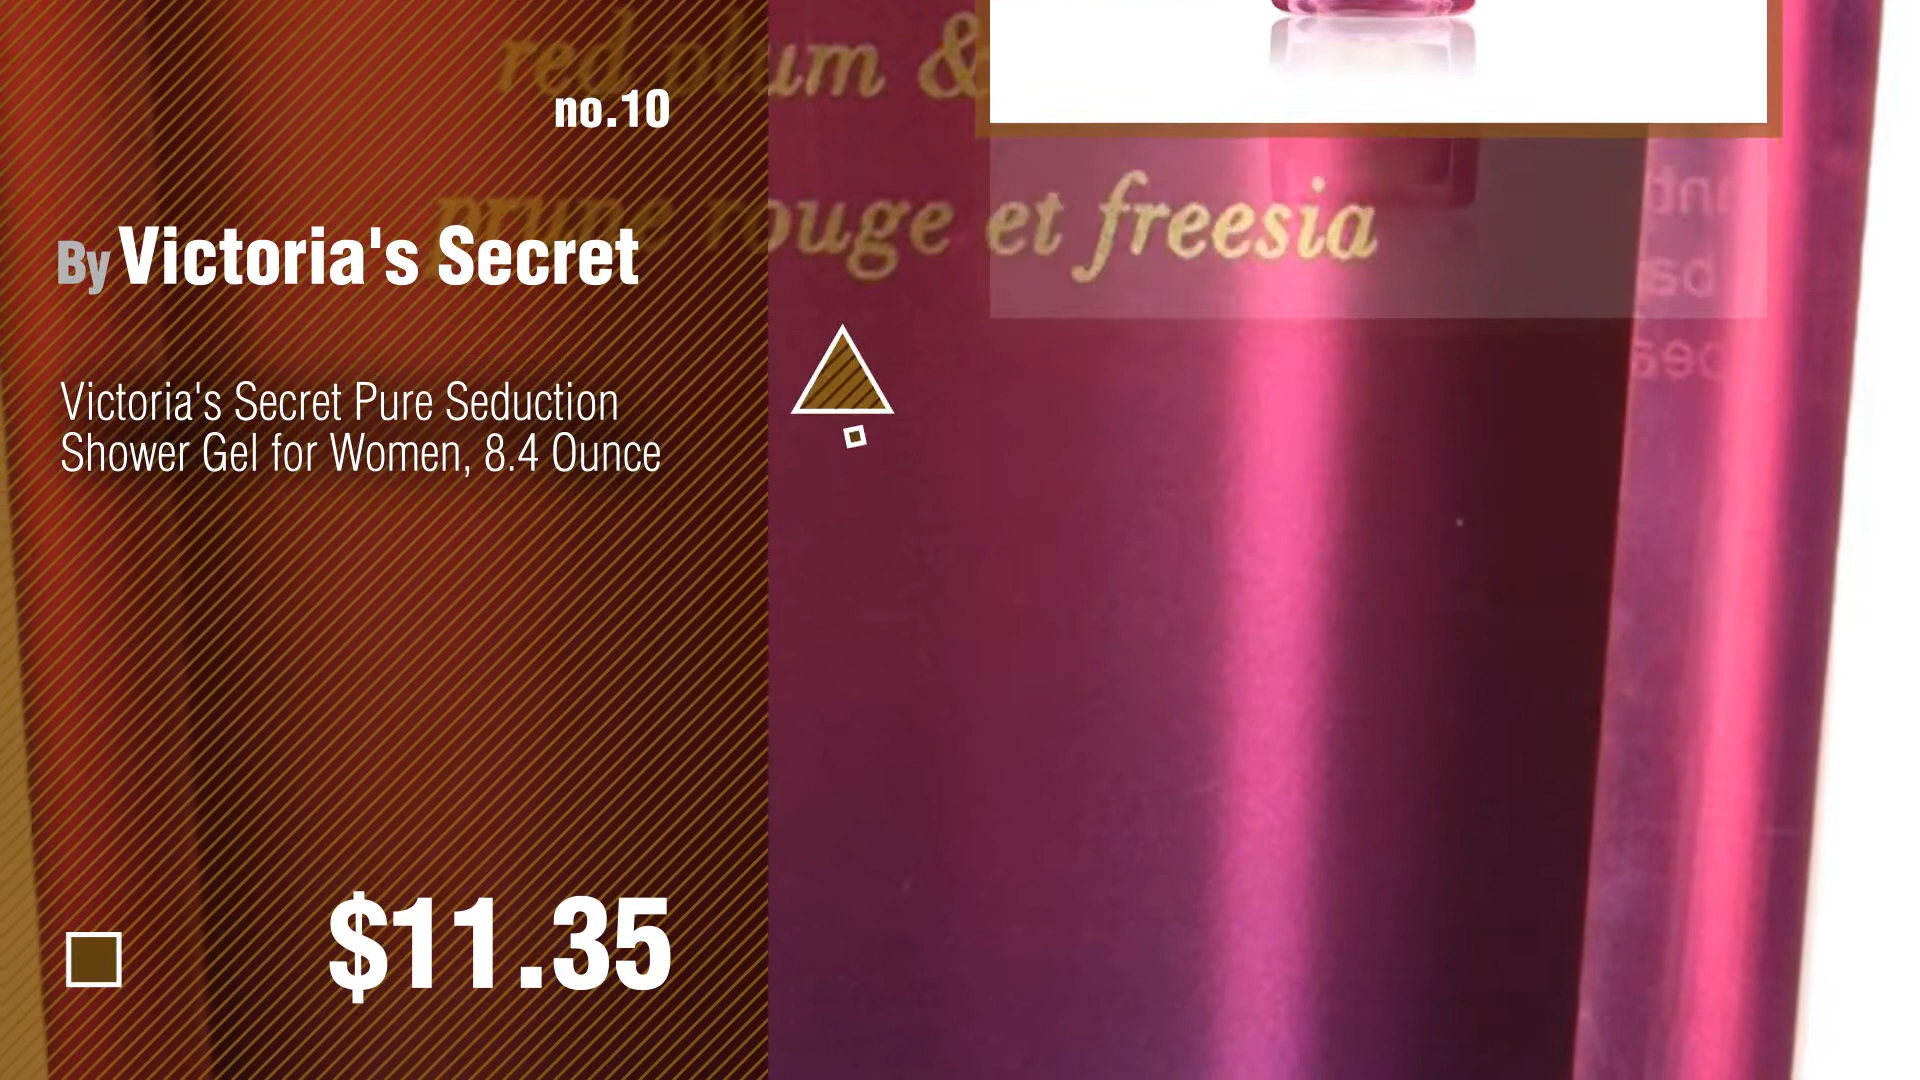 no.10
By Victoria's Secret
Victoria's Secret Pure Seduction
Shower Gel for Women, 8.4 Ounce
$11.35
red plum &
prune rouge et freesia